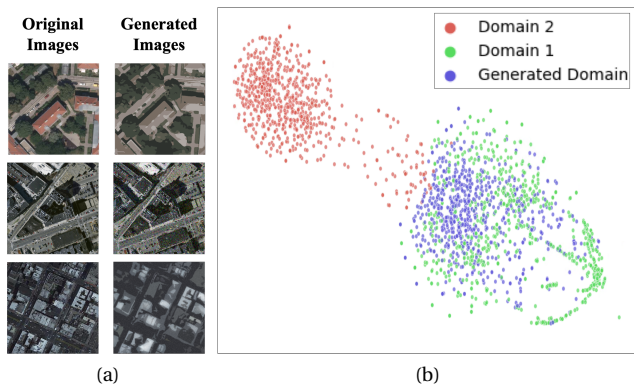 Original
Images
Generated
Images
(a)
Domain 2
Domain 1
Generated Domain
(b)